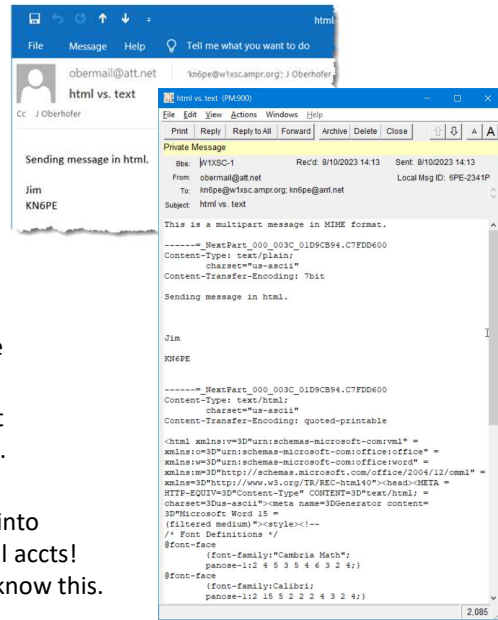 html
File Message Help Tell me what you want to do
obermail@att.net 'kn6pe@w1xsc.ampr.org'; J Oberhofer
html vs. text
Cc J Oberhofer
Sending message in html.
Jim
KN6PE
html vs. text (PM:900)
File Edit View Actions Windows Help
Print Reply Reply to All Forward Archive Delete Close A A
Private Message
Bbs: W1XSC-1 Rec'd: 8/10/2023 14:13 Sent: 8/10/2023 14:13
From: obermail@att.net Local Msg ID: 6PE-2341P
To: kn6pe@w1xsc.ampr.org; kn6pe@arrl.net
Subject: html vs. text
This is a multipart message in MIME format.
------=_NextPart_000_003C_01D9CB94.C7FDD600
Content-Type: text/plain;
charset="us-ascii"
Content-Transfer-Encoding: 7bit
Sending message in html.
Jim
KN6PE
------=_NextPart_000_003C_01D9CB94.C7FDD600
Content-Type: text/html;
charset="us-ascii"
Content-Transfer-Encoding: quoted-printable
<html xmlns:v=3D"urn:schemas-microsoft-com:vml" =
xmlns:o=3D"urn:schemas-microsoft-com:office:office" =
xmlns:w=3D"urn:schemas-microsoft-com:office:word" =
xmlns:m=3D"http://schemas.microsoft.com/office/2004/12/omml" =
xmlns=3D"http://www.w3.org/TR/REC-html40"><head><META =
HTTP-EQUIV=3D"Content-Type" CONTENT=3D"text/html; =
charset=3Dus-ascii"><meta name=3DGenerator content=
3D"Microsoft Word 15 =
(filtered medium)"><style><!--
/* Font Definitions */
@font-face
{font-family:"Cambria Math";
panose-1:2 4 5 3 5 4 6 3 2 4;}
@font-face
{font-family:Calibri;
panose-1:2 15 5 2 2 2 4 3 2 4;}
2,085
into
l accts!
know this.